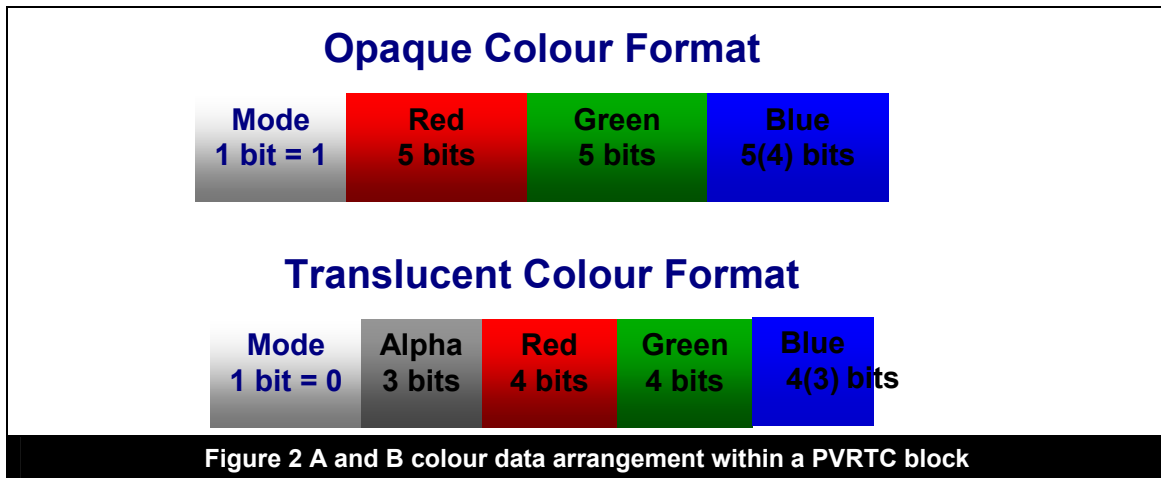 Opaque Colour Format
Mode Red Green Blue
1 bit = 1 5 bits 5 bits 5(4) bits
Translucent Colour Format
Mode Alpha Red Green Blue
1 bit = 0 3 bits 4 bits 4 bits 4(3) bits
Figure 2 A and B colour data arrangement within a PVRTC block